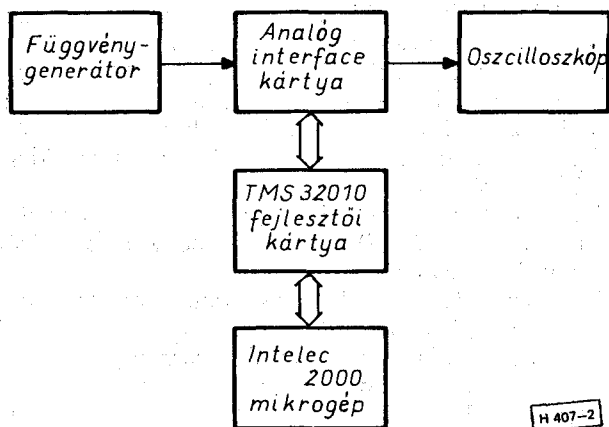 Függvény-
generátor
Analóg
interface
kártya
Oszcilloszkóp
TMS 32010
fejlesztői
kártya
Intelec
2000
mikrogép
H 407-2